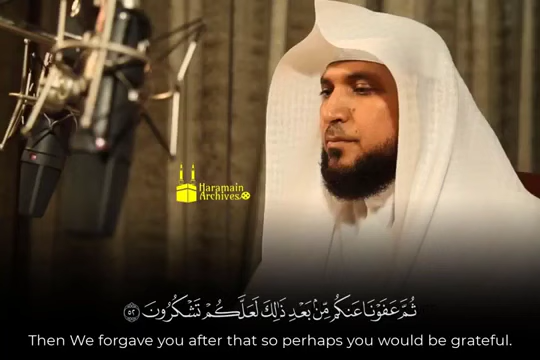 Haramain
Archives
ثُمَّ عَفَوْنَا عَنكُم مِّنۢ بَعْدِ ذَٰلِكَ لَعَلَّكُمْ تَشْكُرُونَ ٥٢
Then We forgave you after that so perhaps you would be grateful.